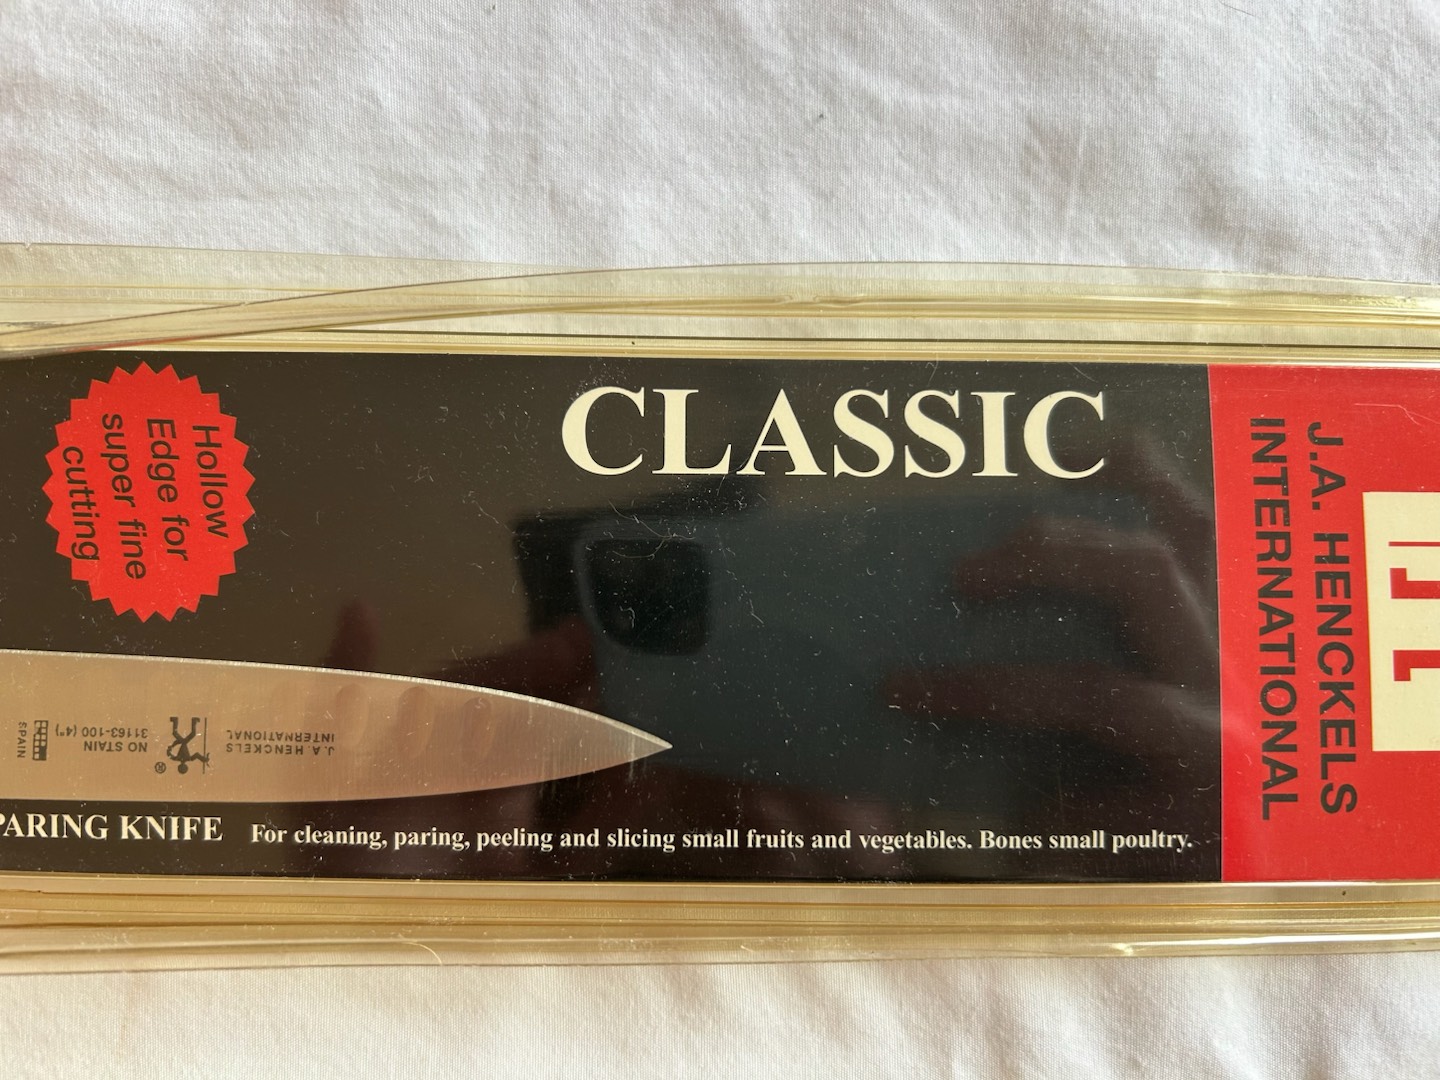 CLASSIC
Hollow
Edge for
super fine
cutting
J.A. HENCKELS
INTERNATIONAL
J.A. HENCKELS
INTERNATIONAL
®
NO STAIN
31163-100 (4")
SPAIN
PARING KNIFE For cleaning, paring, peeling and slicing small fruits and vegetables. Bones small poultry.